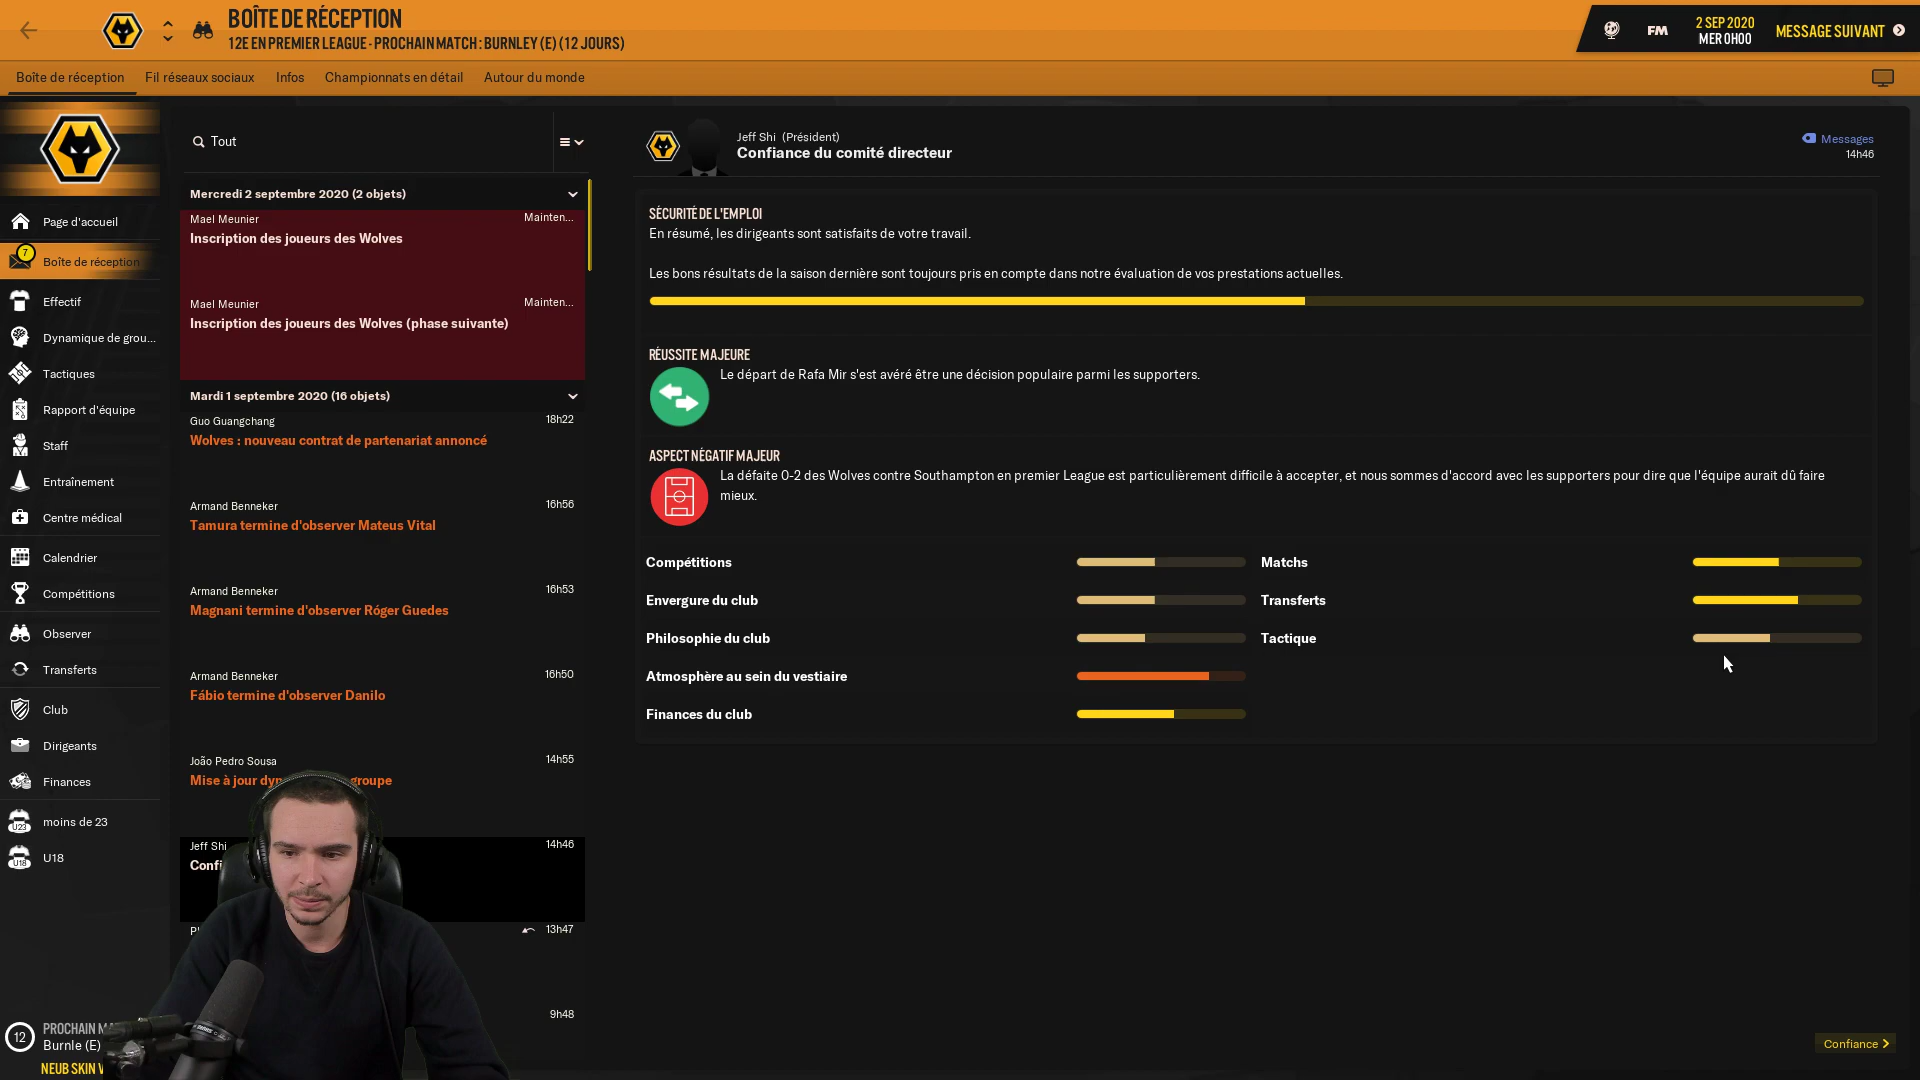 BOÎTE DE RÉCEPTION
12E EN PREMIER LEAGUE · PROCHAIN MATCH : BURNLEY (E) (12 JOURS)
FM
2 SEP 2020
MER 0H00
MESSAGE SUIVANT
Boîte de réception
Fil réseaux sociaux
Infos
Championnats en détail
Autour du monde
Page d'accueil
7
Boîte de réception
Effectif
Dynamique de grou...
Tactiques
Rapport d'équipe
Staff
Entraînement
Centre médical
Calendrier
Compétitions
Observer
Transferts
Club
Dirigeants
Finances
U23
moins de 23
U18
U18
12
PROCHAIN
Burnle (E)
NEUB SKIN
Tout
Mercredi 2 septembre 2020 (2 objets)
Mael Meunier
Mainten...
Inscription des joueurs des Wolves
Mael Meunier
Mainten...
Inscription des joueurs des Wolves (phase suivante)
Mardi 1 septembre 2020 (16 objets)
Guo Guangchang
18h22
Wolves : nouveau contrat de partenariat annoncé
Armand Benneker
16h56
Tamura termine d'observer Mateus Vital
Armand Benneker
16h53
Magnani termine d'observer Róger Guedes
Armand Benneker
16h50
Fábio termine d'observer Danilo
João Pedro Sousa
14h55
Mise à jour dyn groupe
Jeff Shi
14h46
Confi
13h47
9h48
Jeff Shi (Président)
Confiance du comité directeur
Messages
14h46
SÉCURITÉ DE L'EMPLOI
En résumé, les dirigeants sont satisfaits de votre travail.
Les bons résultats de la saison dernière sont toujours pris en compte dans notre évaluation de vos prestations actuelles.
RÉUSSITE MAJEURE
Le départ de Rafa Mir s'est avéré être une décision populaire parmi les supporters.
ASPECT NÉGATIF MAJEUR
La défaite 0-2 des Wolves contre Southampton en premier League est particulièrement difficile à accepter, et nous sommes d'accord avec les supporters pour dire que l'équipe aurait dû faire
mieux.
Compétitions
Matchs
Envergure du club
Transferts
Philosophie du club
Tactique
Atmosphère au sein du vestiaire
Finances du club
Confiance